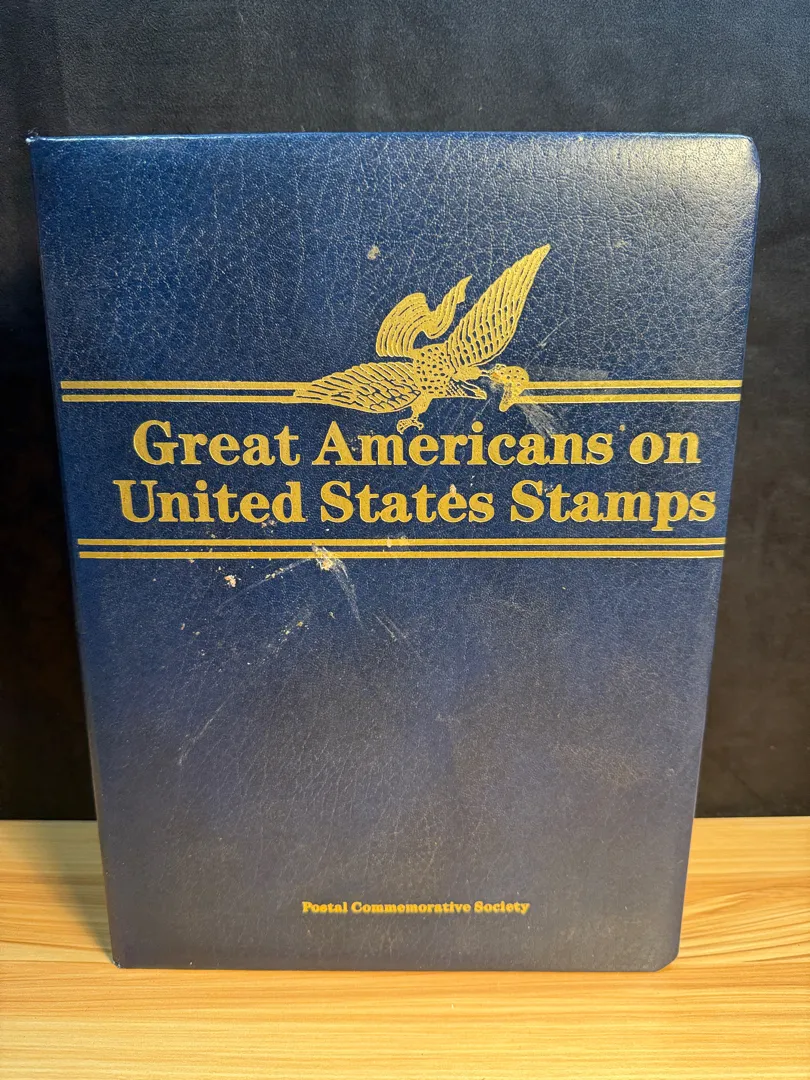 Great Americans on
United States Stamps
Postal Commemorative Society